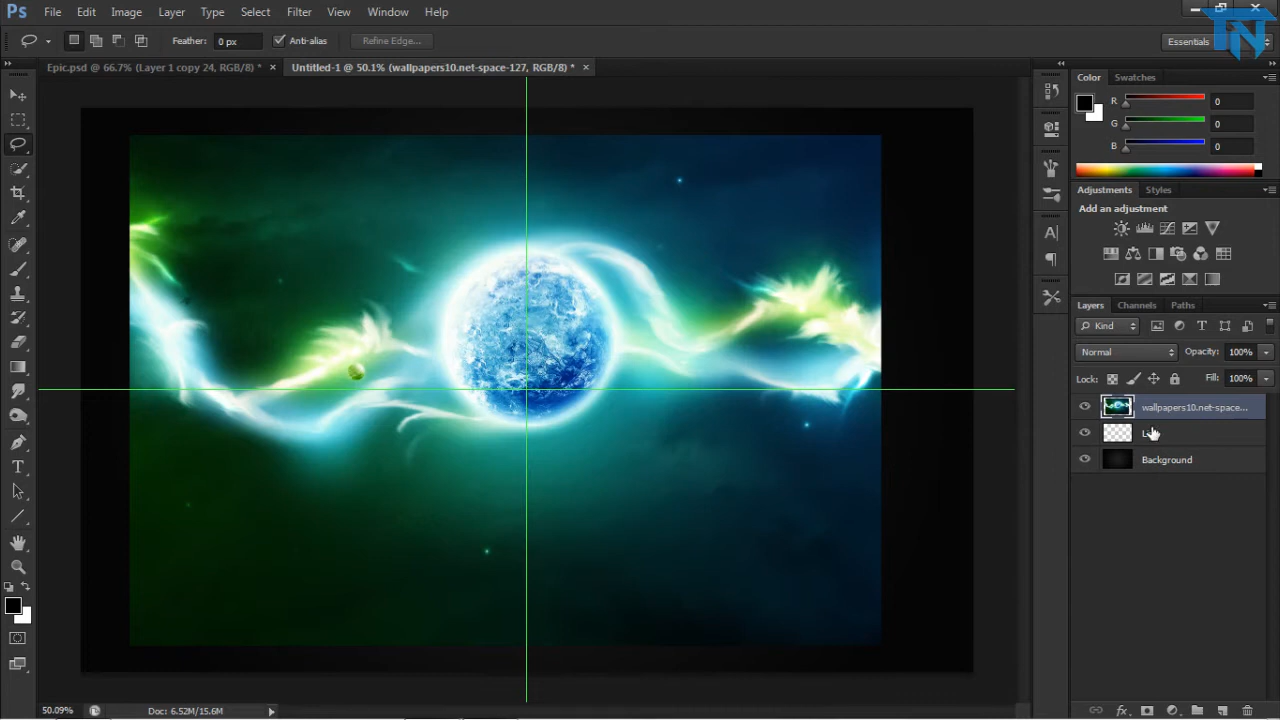 Ps File Edit Image Layer Type Select Filter View Window Help
Feather: 0 px Anti-alias Refine Edge... Essentials
TN
Epic.psd @ 66.7% (Layer 1 copy 24, RGB/8) * × Untitled-1 @ 50.1% (wallpapers10.net-space-127, RGB/8) * ×
Color Swatches
R 0
G 0
B 0
Adjustments Styles
Add an adjustment
Layers Channels Paths
Kind
Normal Opacity: 100%
Lock: Fill: 100%
wallpapers10.net-space...
Background
50.09% Doc: 6.52M/15.6M